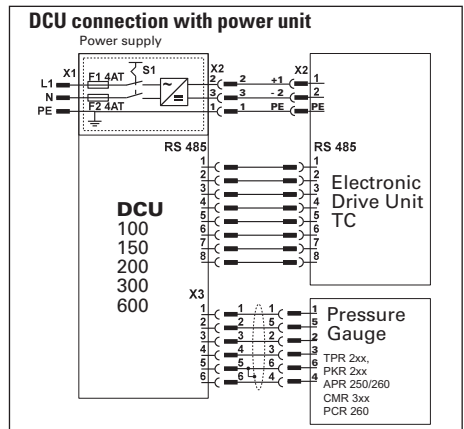 DCU connection with power unit
Power supply
X1 F1 4AT S1 X2 X2
L1 2 2 +1 1
N 3 3 - 2 2
PE F2 4AT 1 1 PE PE
RS 485 RS 485
1 1
2 2
3 3
4 4
5 5
6 6
7 7
8 8
DCU
100
150
200
300
600
Electronic
Drive Unit
TC
X3
1 1 1 1
2 2 5 5
3 3 2 2
4 4 3 3
5 5 6 6
6 6 4 4
Pressure
Gauge
TPR 2xx,
PKR 2xx
APR 250/260
CMR 3xx
PCR 260